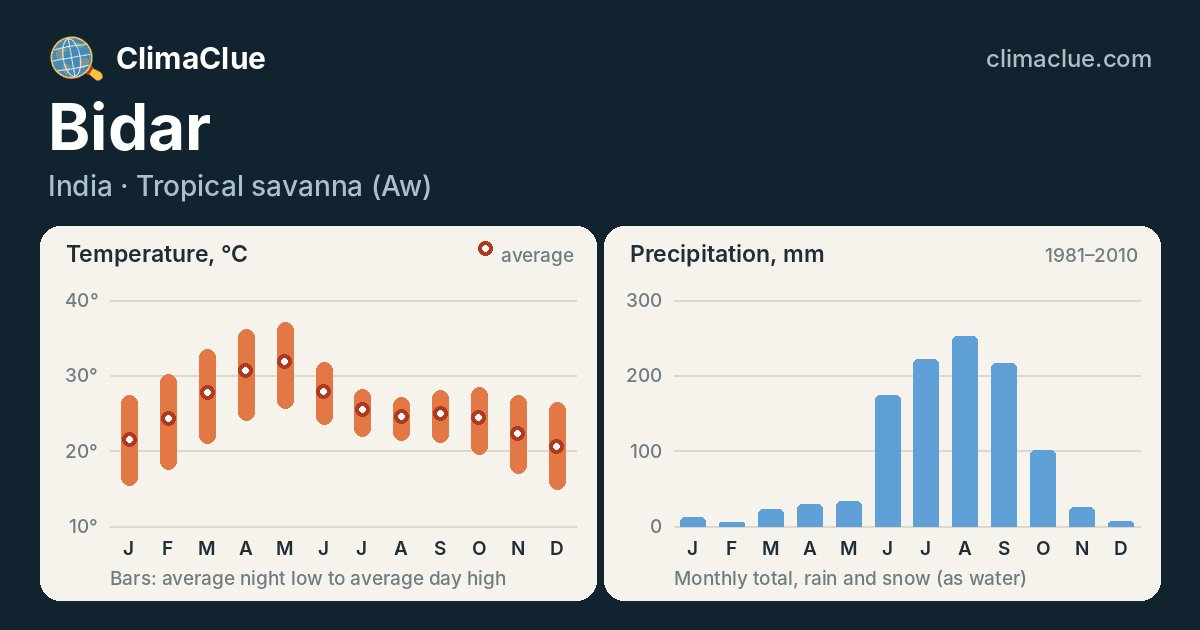 ClimaClue
climaclue.com
Bidar
India · Tropical savanna (Aw)
Temperature, °C
average
40°
30°
20°
10°
J F M A M J J A S O N D
Bars: average night low to average day high
Precipitation, mm
1981–2010
300
200
100
0
J F M A M J J A S O N D
Monthly total, rain and snow (as water)